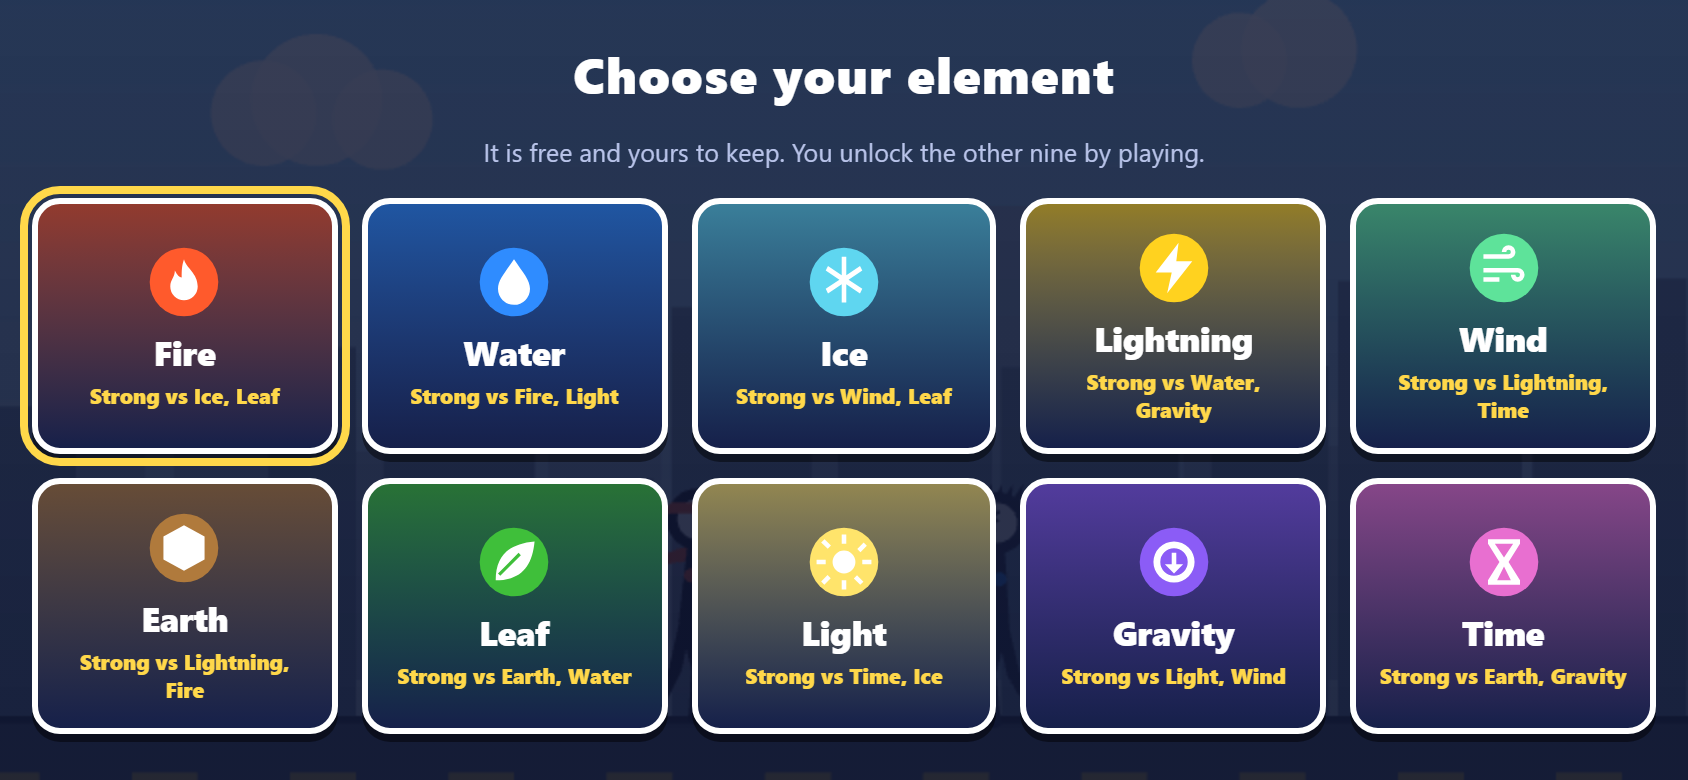 Choose your element
It is free and yours to keep. You unlock the other nine by playing.
Fire
Strong vs Ice, Leaf
Water
Strong vs Fire, Light
Ice
Strong vs Wind, Leaf
Lightning
Strong vs Water,
Gravity
Wind
Strong vs Lightning,
Time
Earth
Strong vs Lightning,
Fire
Leaf
Strong vs Earth, Water
Light
Strong vs Time, Ice
Gravity
Strong vs Light, Wind
Time
Strong vs Earth, Gravity